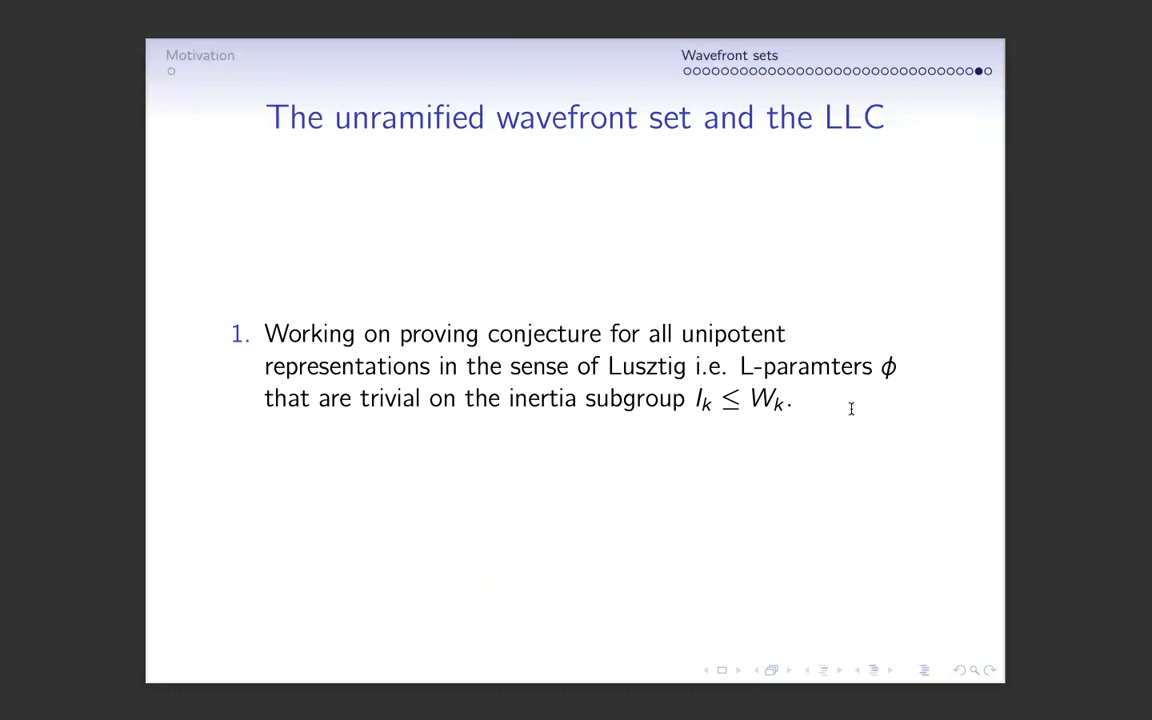 Motivation
Wavefront sets
The unramified wavefront set and the LLC
1. Working on proving conjecture for all unipotent
representations in the sense of Lusztig i.e. L-paramters ϕ
that are trivial on the inertia subgroup I_k ≤ W_k.